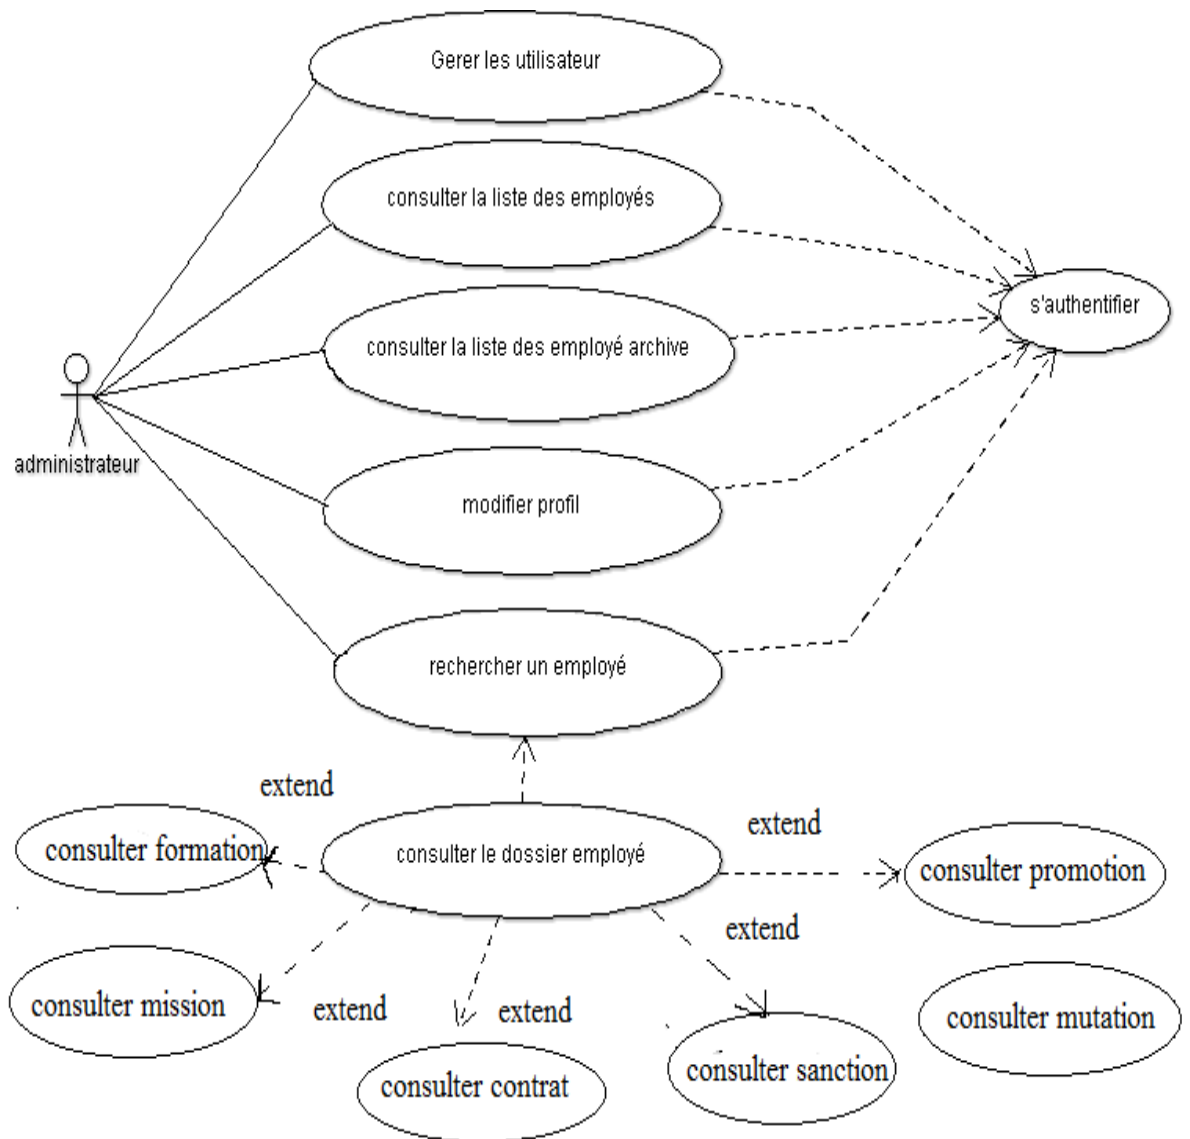 Gerer les utilisateur
consulter la liste des employés
s'authentifier
consulter la liste des employé archive
administrateur
modifier profil
rechercher un employé
extend
extend
consulter formation
consulter le dossier employé
consulter promotion
extend
consulter mission
extend
extend
consulter mutation
consulter sanction
consulter contrat